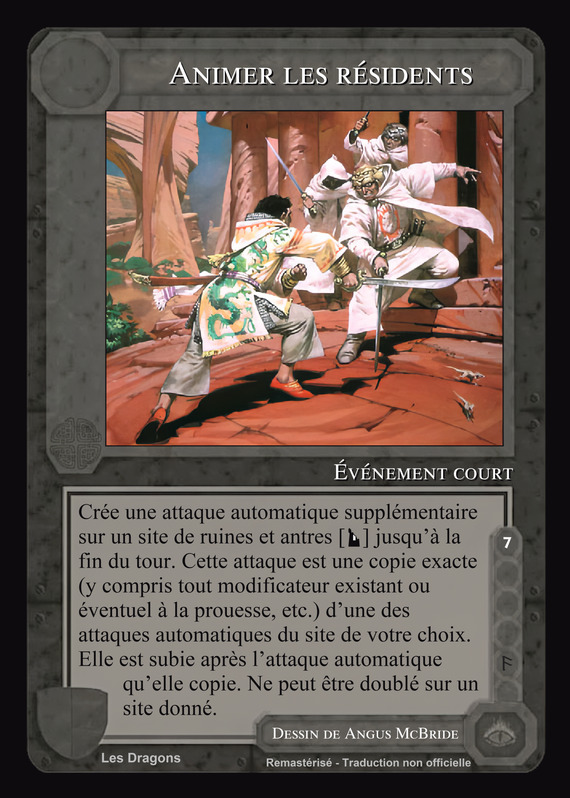 Animer les résidents
Événement court
Crée une attaque automatique supplémentaire
sur un site de ruines et antres [] jusqu’à la
fin du tour. Cette attaque est une copie exacte
(y compris tout modificateur existant ou
éventuel à la prouesse, etc.) d’une des
attaques automatiques du site de votre choix.
Elle est subie après l’attaque automatique
qu’elle copie. Ne peut être doublé sur un
site donné.
7
Dessin de Angus McBride
Les Dragons
Remastérisé - Traduction non officielle